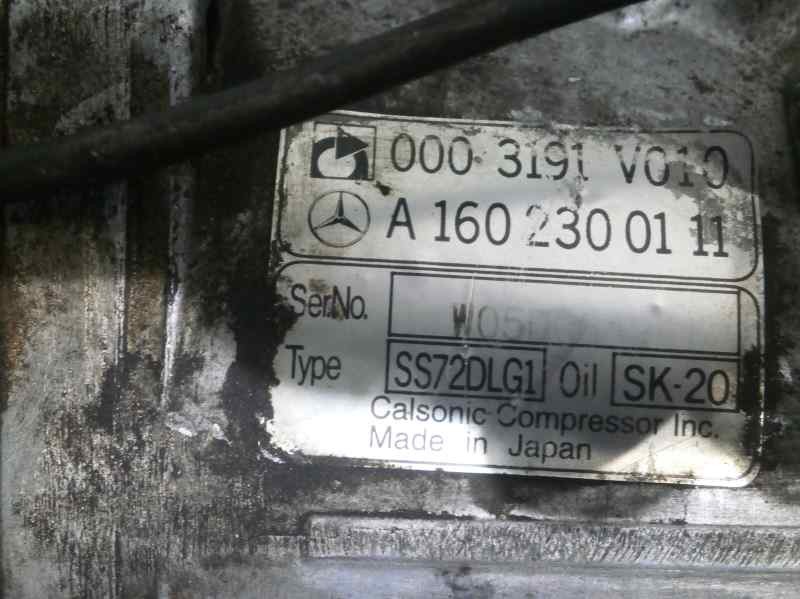 000 3191 V010
A 160 230 01 11
Ser.No.
Type SS72DLG1 Oil SK-20
Calsonic Compressor Inc.
Made in Japan